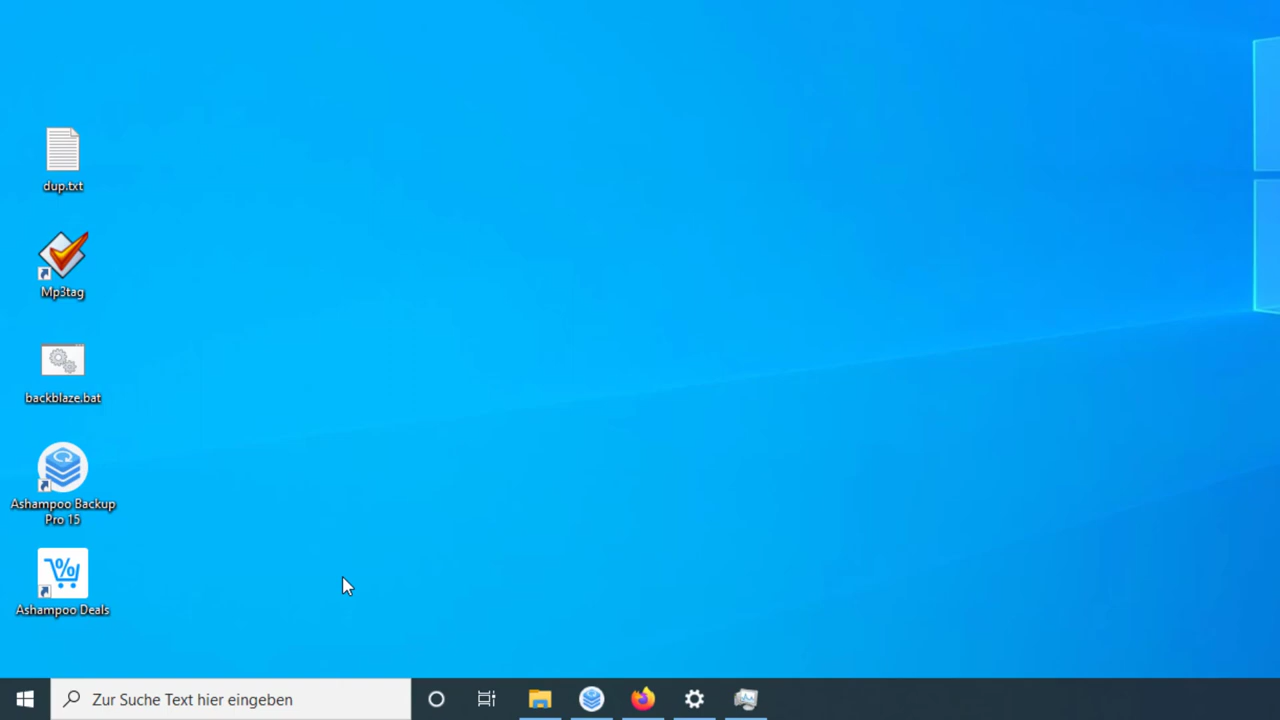 dup.txt
Mp3tag
backblaze.bat
Ashampoo Backup
Pro 15
%
Ashampoo Deals
Zur Suche Text hier eingeben